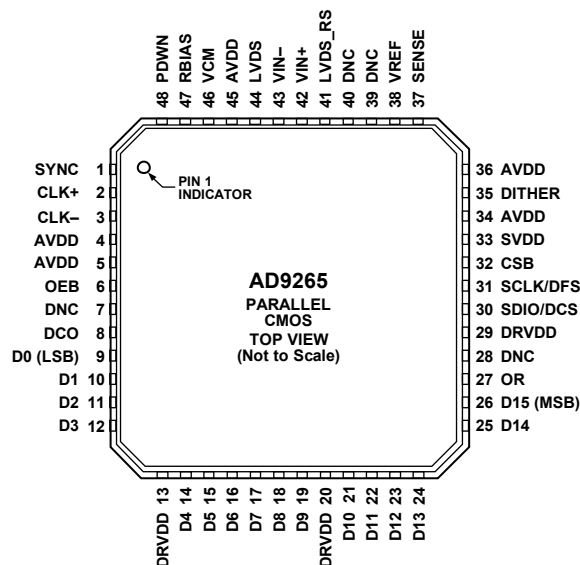 48 PDWN
47 RBIAS
46 VCM
45 AVDD
44 LVDS
43 VIN–
42 VIN+
41 LVDS_RS
40 DNC
39 DNC
38 VREF
37 SENSE
SYNC 1
CLK+ 2
CLK– 3
AVDD 4
AVDD 5
OEB 6
DNC 7
DCO 8
D0 (LSB) 9
D1 10
D2 11
D3 12
PIN 1
INDICATOR
AD9265
PARALLEL
CMOS
TOP VIEW
(Not to Scale)
36 AVDD
35 DITHER
34 AVDD
33 SVDD
32 CSB
31 SCLK/DFS
30 SDIO/DCS
29 DRVDD
28 DNC
27 OR
26 D15 (MSB)
25 D14
DRVDD 13
D4 14
D5 15
D6 16
D7 17
D8 18
D9 19
DRVDD 20
D10 21
D11 22
D12 23
D13 24